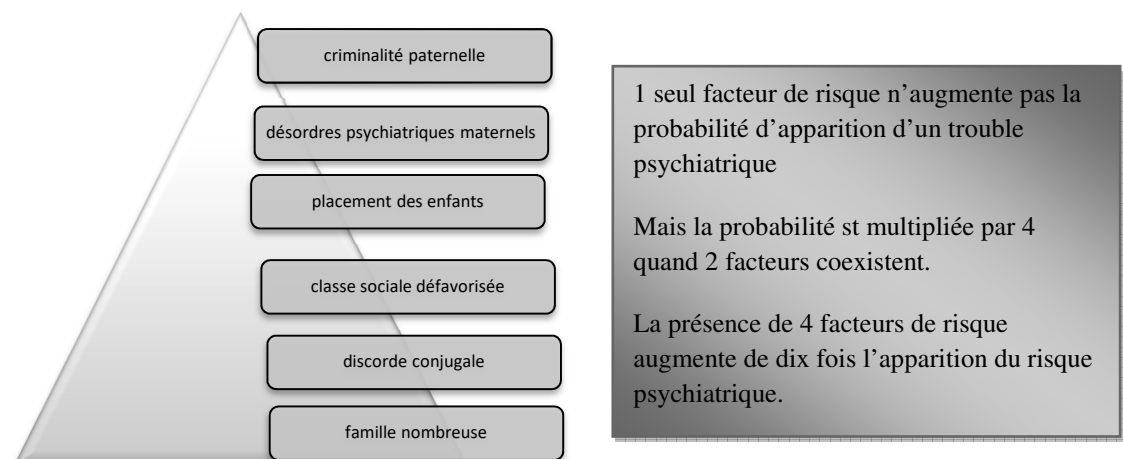 criminalité paternelle
désordres psychiatriques maternels
placement des enfants
classe sociale défavorisée
discorde conjugale
famille nombreuse
1 seul facteur de risque n’augmente pas la
probabilité d’apparition d’un trouble
psychiatrique
Mais la probabilité st multipliée par 4
quand 2 facteurs coexistent.
La présence de 4 facteurs de risque
augmente de dix fois l’apparition du risque
psychiatrique.